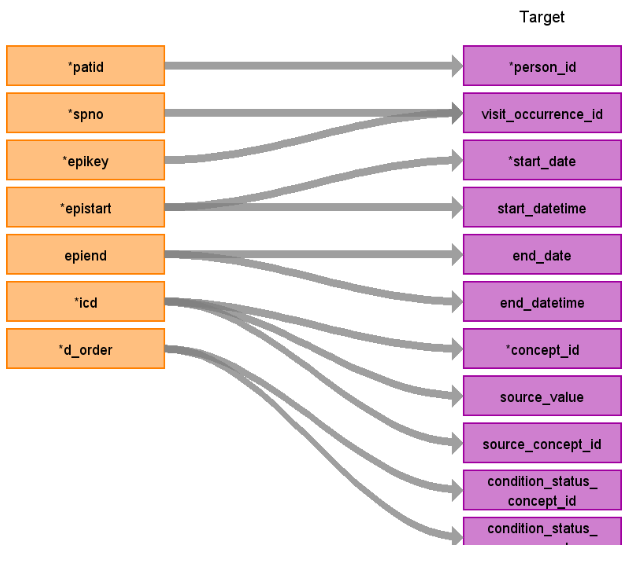 Target
*patid
*person_id
*spno
visit_occurrence_id
*epikey
*start_date
*epistart
start_datetime
epiend
end_date
*icd
end_datetime
*d_order
*concept_id
source_value
source_concept_id
condition_status_
concept_id
condition_status_